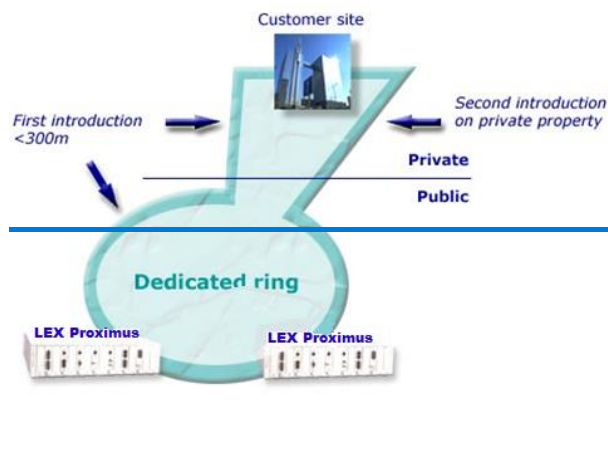 Customer site
First introduction
<300m
Second introduction
on private property
Private
Public
Dedicated ring
LEX Proximus
LEX Proximus